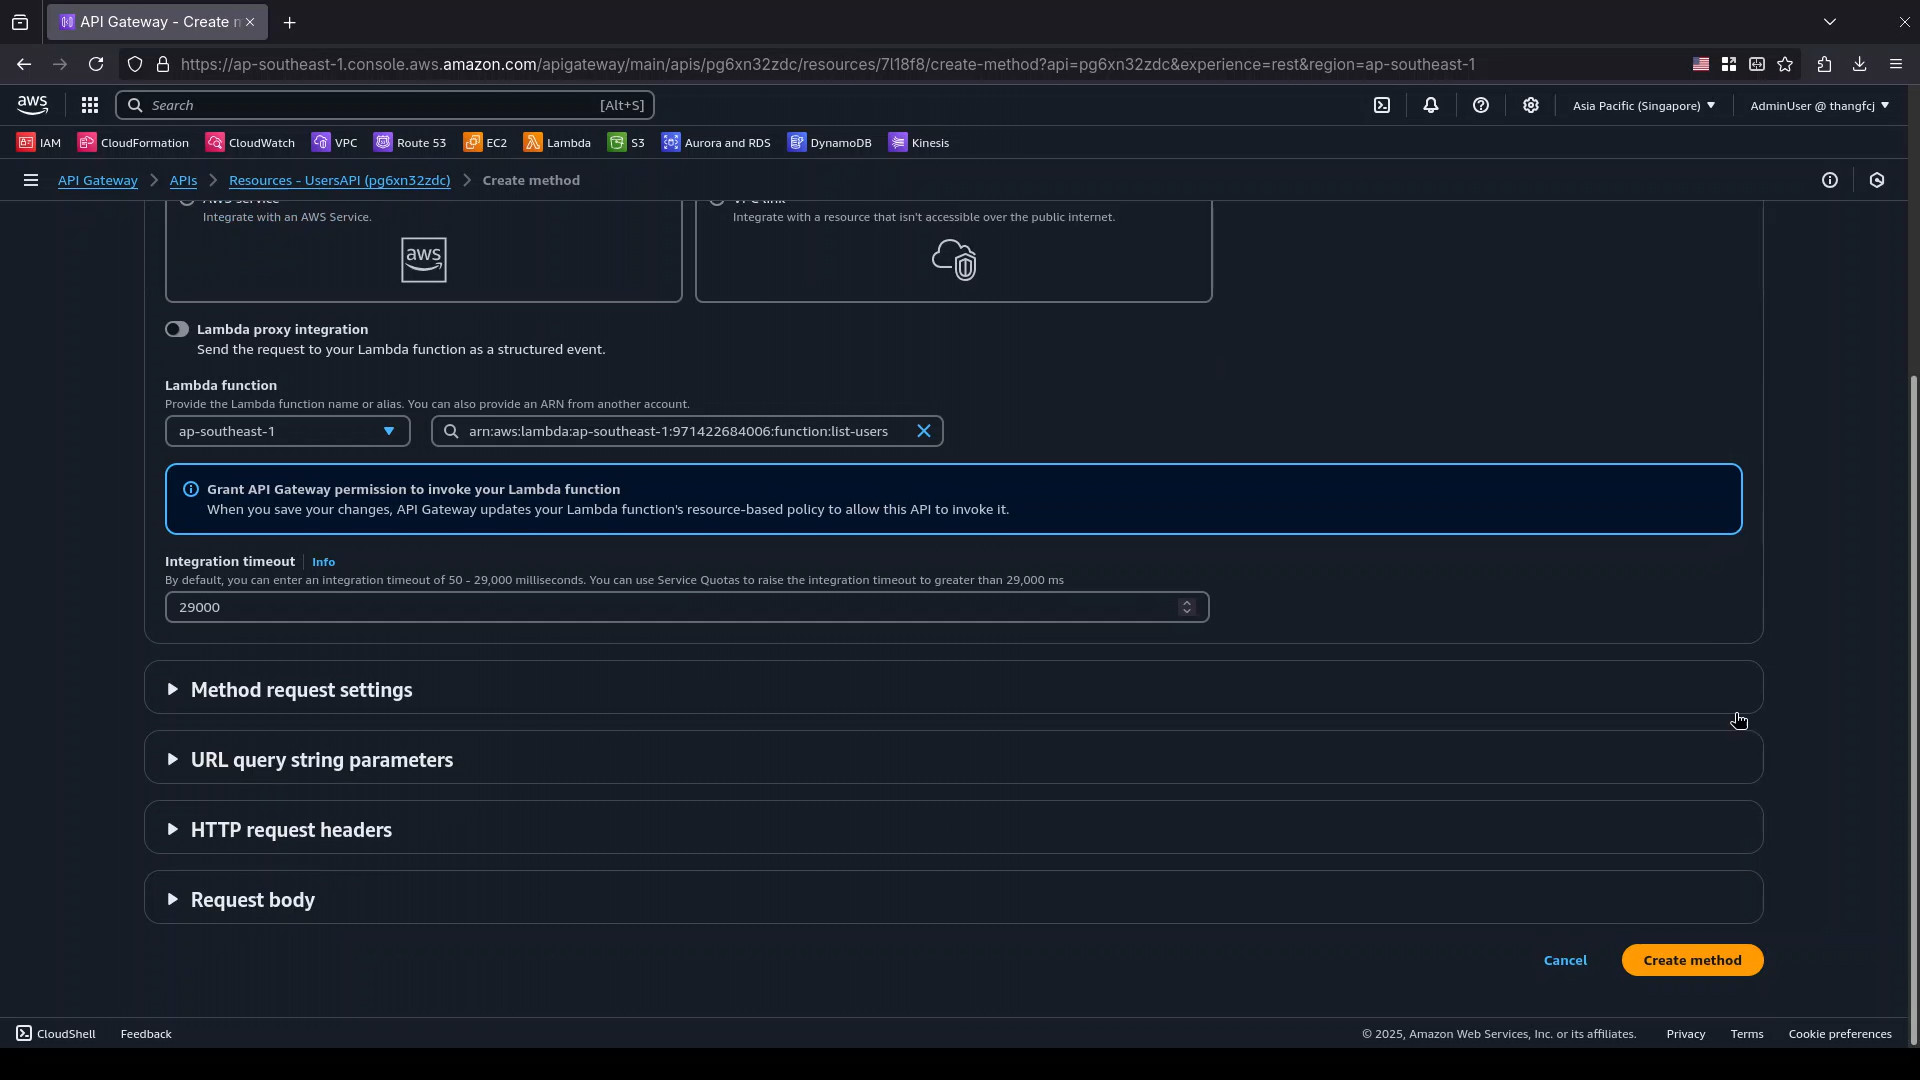 API Gateway - Create m
https://ap-southeast-1.console.aws.amazon.com/apigateway/main/apis/pg6xn32zdc/resources/7l18f8/create-method?api=pg6xn32zdc&experience=rest&region=ap-southeast-1
aws Search [Alt+S] Asia Pacific (Singapore) AdminUser @ thangfcj
IAM CloudFormation CloudWatch VPC Route 53 EC2 Lambda S3 Aurora and RDS DynamoDB Kinesis
API Gateway > APIs > Resources - UsersAPI (pg6xn32zdc) > Create method
Integrate with an AWS Service. Integrate with a resource that isn't accessible over the public internet.
aws
Lambda proxy integration
Send the request to your Lambda function as a structured event.
Lambda function
Provide the Lambda function name or alias. You can also provide an ARN from another account.
ap-southeast-1 arn:aws:lambda:ap-southeast-1:971422684006:function:list-users
Grant API Gateway permission to invoke your Lambda function
When you save your changes, API Gateway updates your Lambda function's resource-based policy to allow this API to invoke it.
Integration timeout Info
By default, you can enter an integration timeout of 50 - 29,000 milliseconds. You can use Service Quotas to raise the integration timeout to greater than 29,000 ms
29000
Method request settings
URL query string parameters
HTTP request headers
Request body
Cancel Create method
CloudShell Feedback © 2025, Amazon Web Services, Inc. or its affiliates. Privacy Terms Cookie preferences